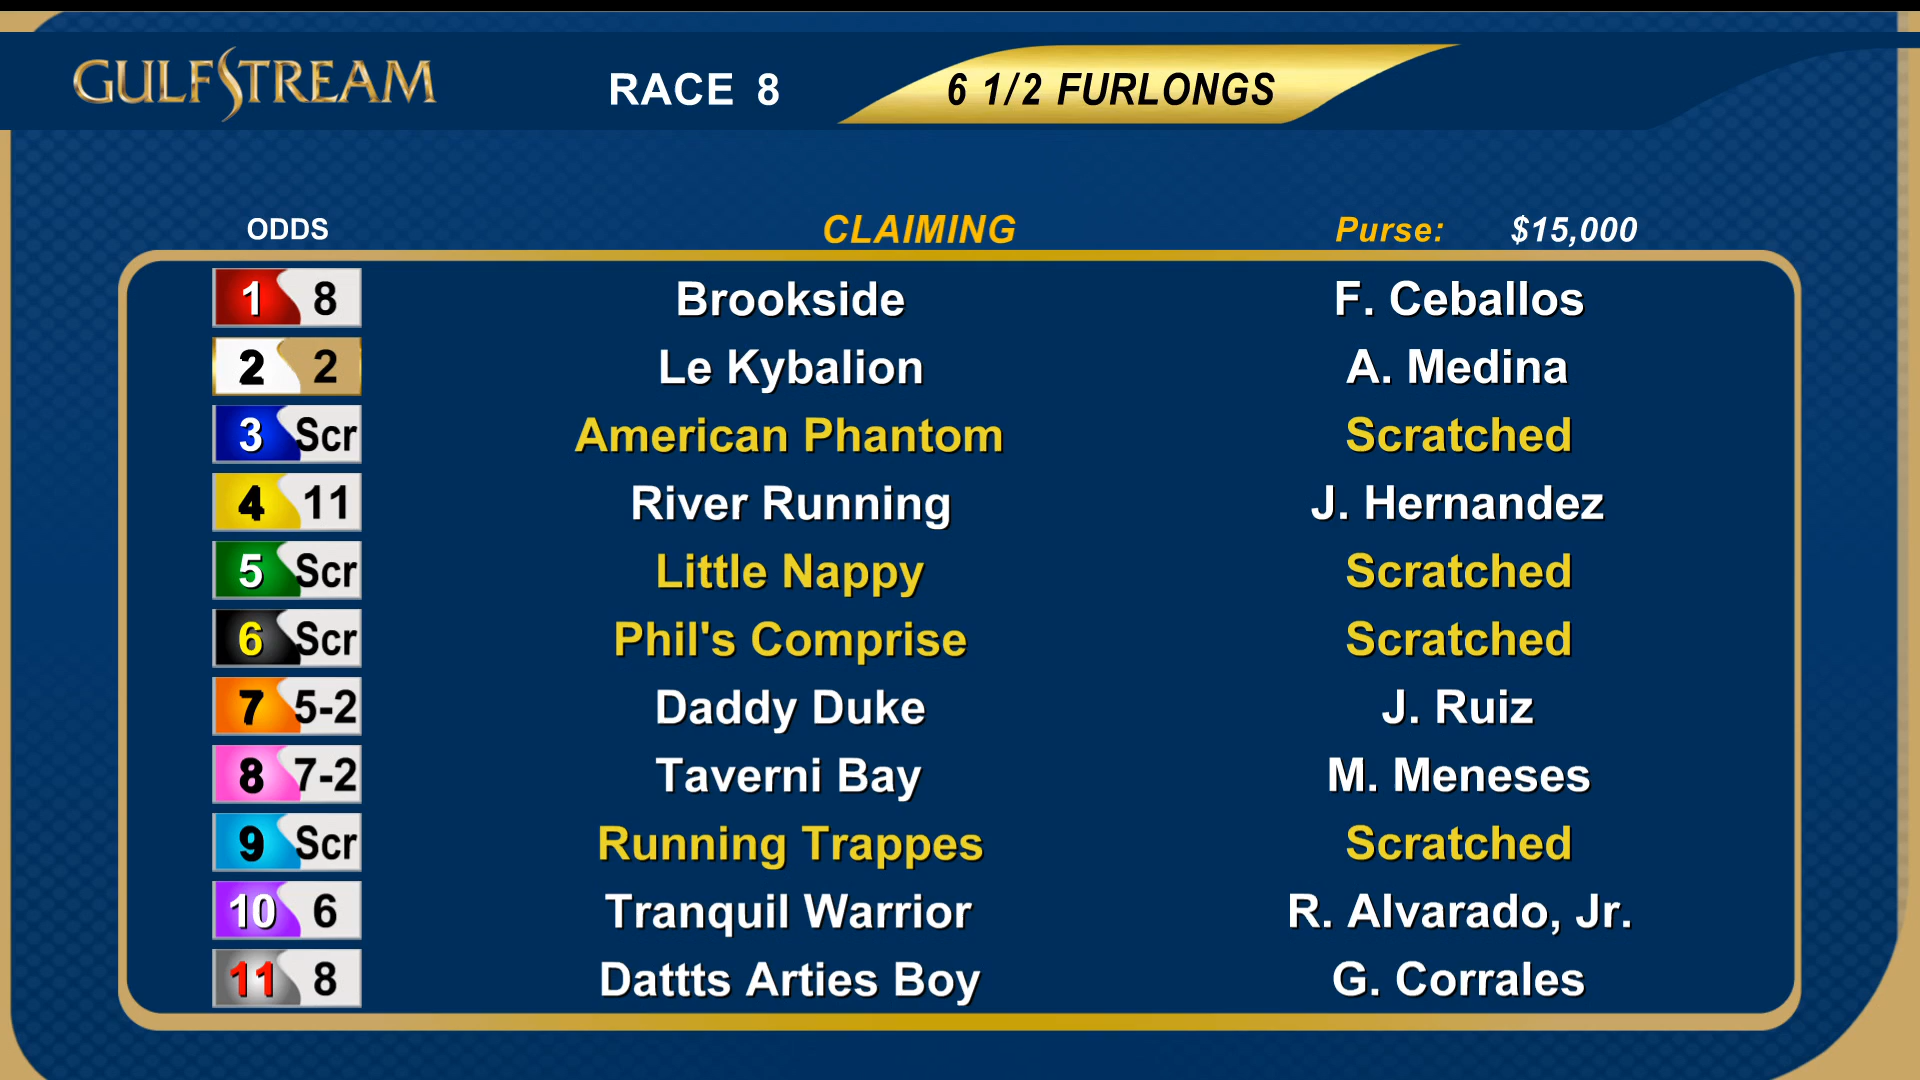 GULFSTREAM RACE 8 6 1/2 FURLONGS
ODDS CLAIMING Purse: $15,000
1 8 Brookside F. Ceballos
2 2 Le Kybalion A. Medina
3 Scr American Phantom Scratched
4 11 River Running J. Hernandez
5 Scr Little Nappy Scratched
6 Scr Phil's Comprise Scratched
7 5-2 Daddy Duke J. Ruiz
8 7-2 Taverni Bay M. Meneses
9 Scr Running Trappes Scratched
10 6 Tranquil Warrior R. Alvarado, Jr.
11 8 Dattts Arties Boy G. Corrales